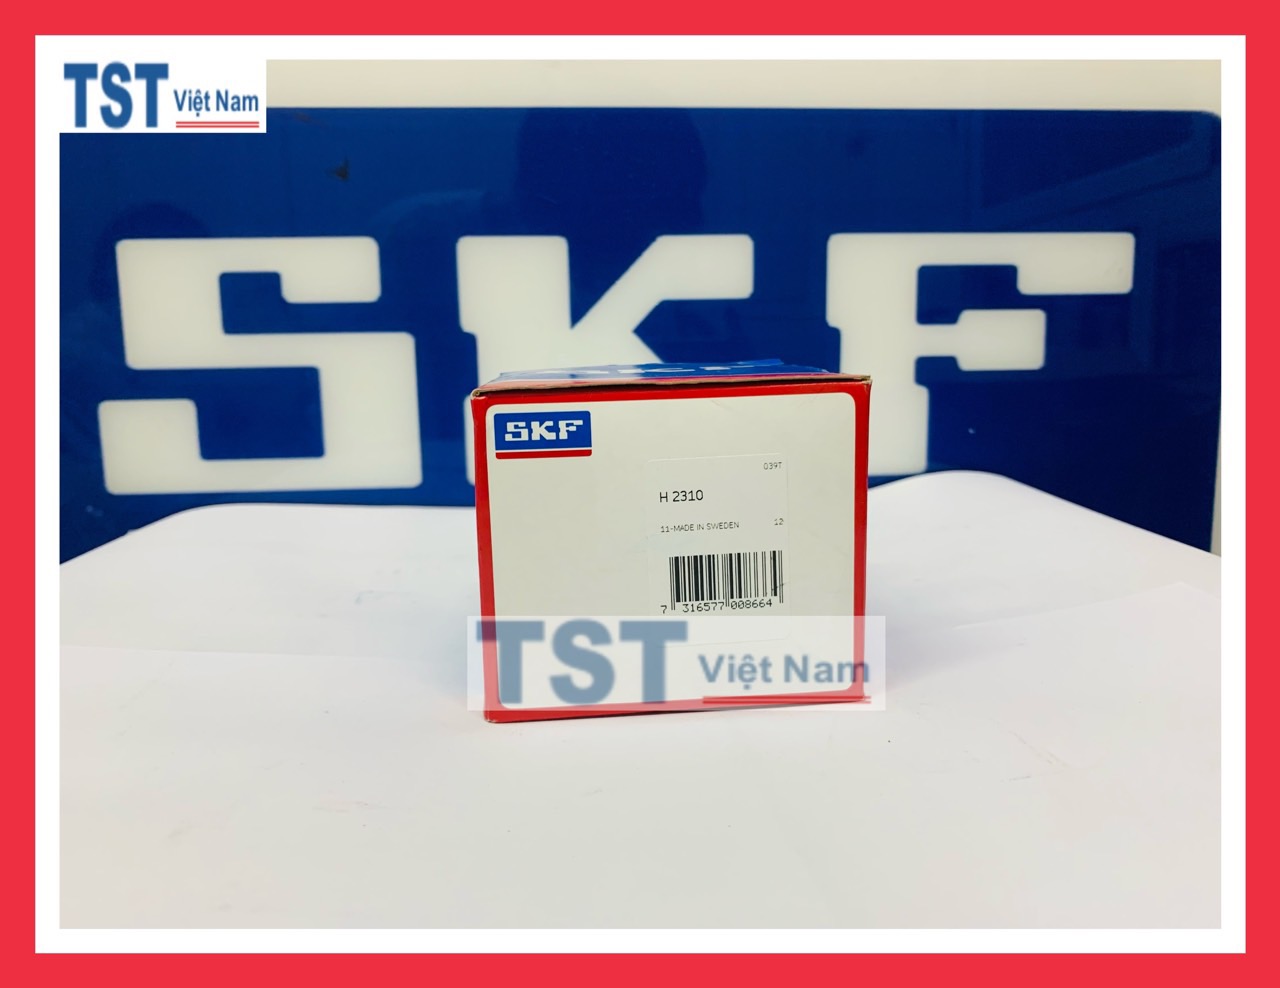 TST Việt Nam
SKF
SKF
039T
H 2310
11-MADE IN SWEDEN 12
7 316577 008664
TST Việt Nam